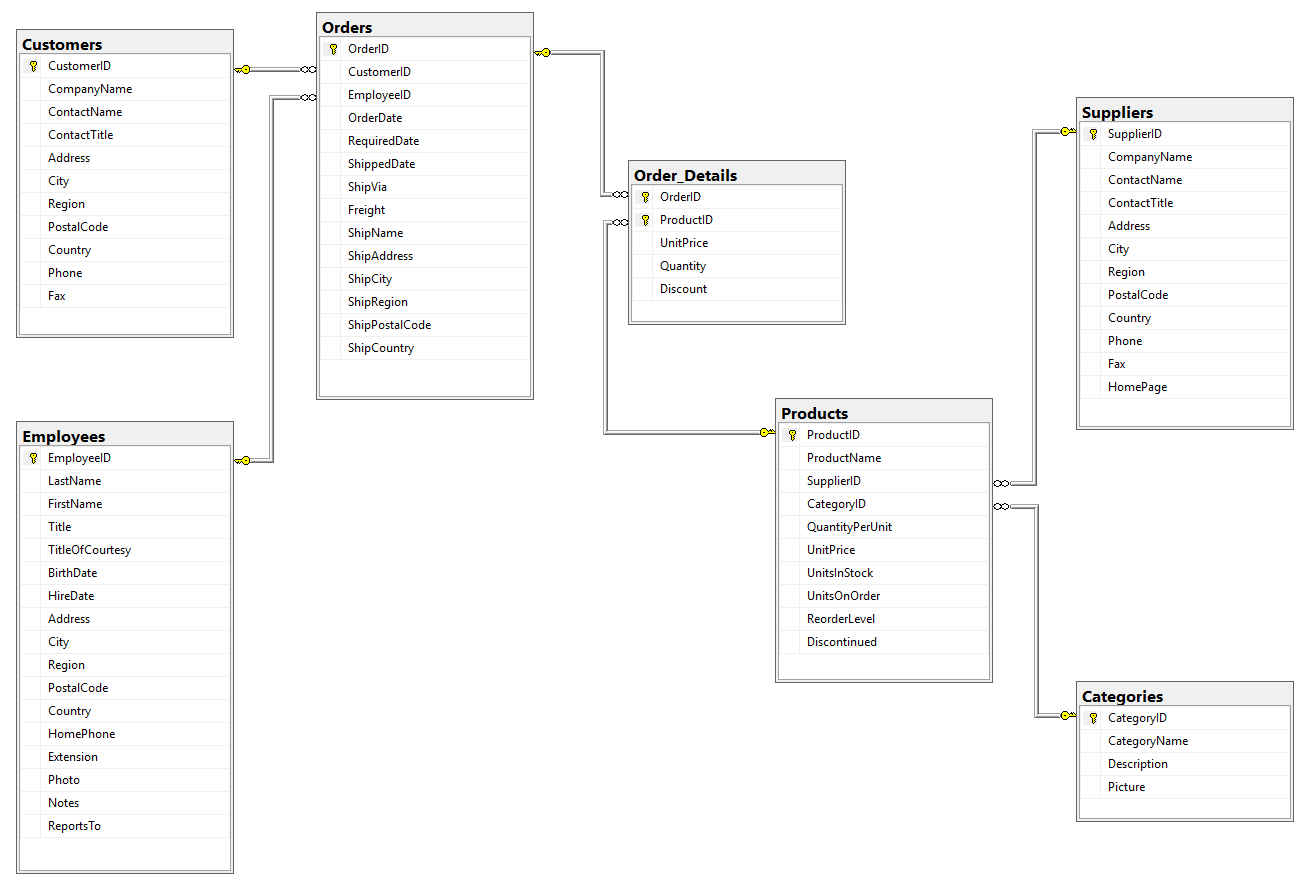 Customers
CustomerID
CompanyName
ContactName
ContactTitle
Address
City
Region
PostalCode
Country
Phone
Fax
Orders
OrderID
CustomerID
EmployeeID
OrderDate
RequiredDate
ShippedDate
ShipVia
Freight
ShipName
ShipAddress
ShipCity
ShipRegion
ShipPostalCode
ShipCountry
Order_Details
OrderID
ProductID
UnitPrice
Quantity
Discount
Suppliers
SupplierID
CompanyName
ContactName
ContactTitle
Address
City
Region
PostalCode
Country
Phone
Fax
HomePage
Employees
EmployeeID
LastName
FirstName
Title
TitleOfCourtesy
BirthDate
HireDate
Address
City
Region
PostalCode
Country
HomePhone
Extension
Photo
Notes
ReportsTo
Products
ProductID
ProductName
SupplierID
CategoryID
QuantityPerUnit
UnitPrice
UnitsInStock
UnitsOnOrder
ReorderLevel
Discontinued
Categories
CategoryID
CategoryName
Description
Picture